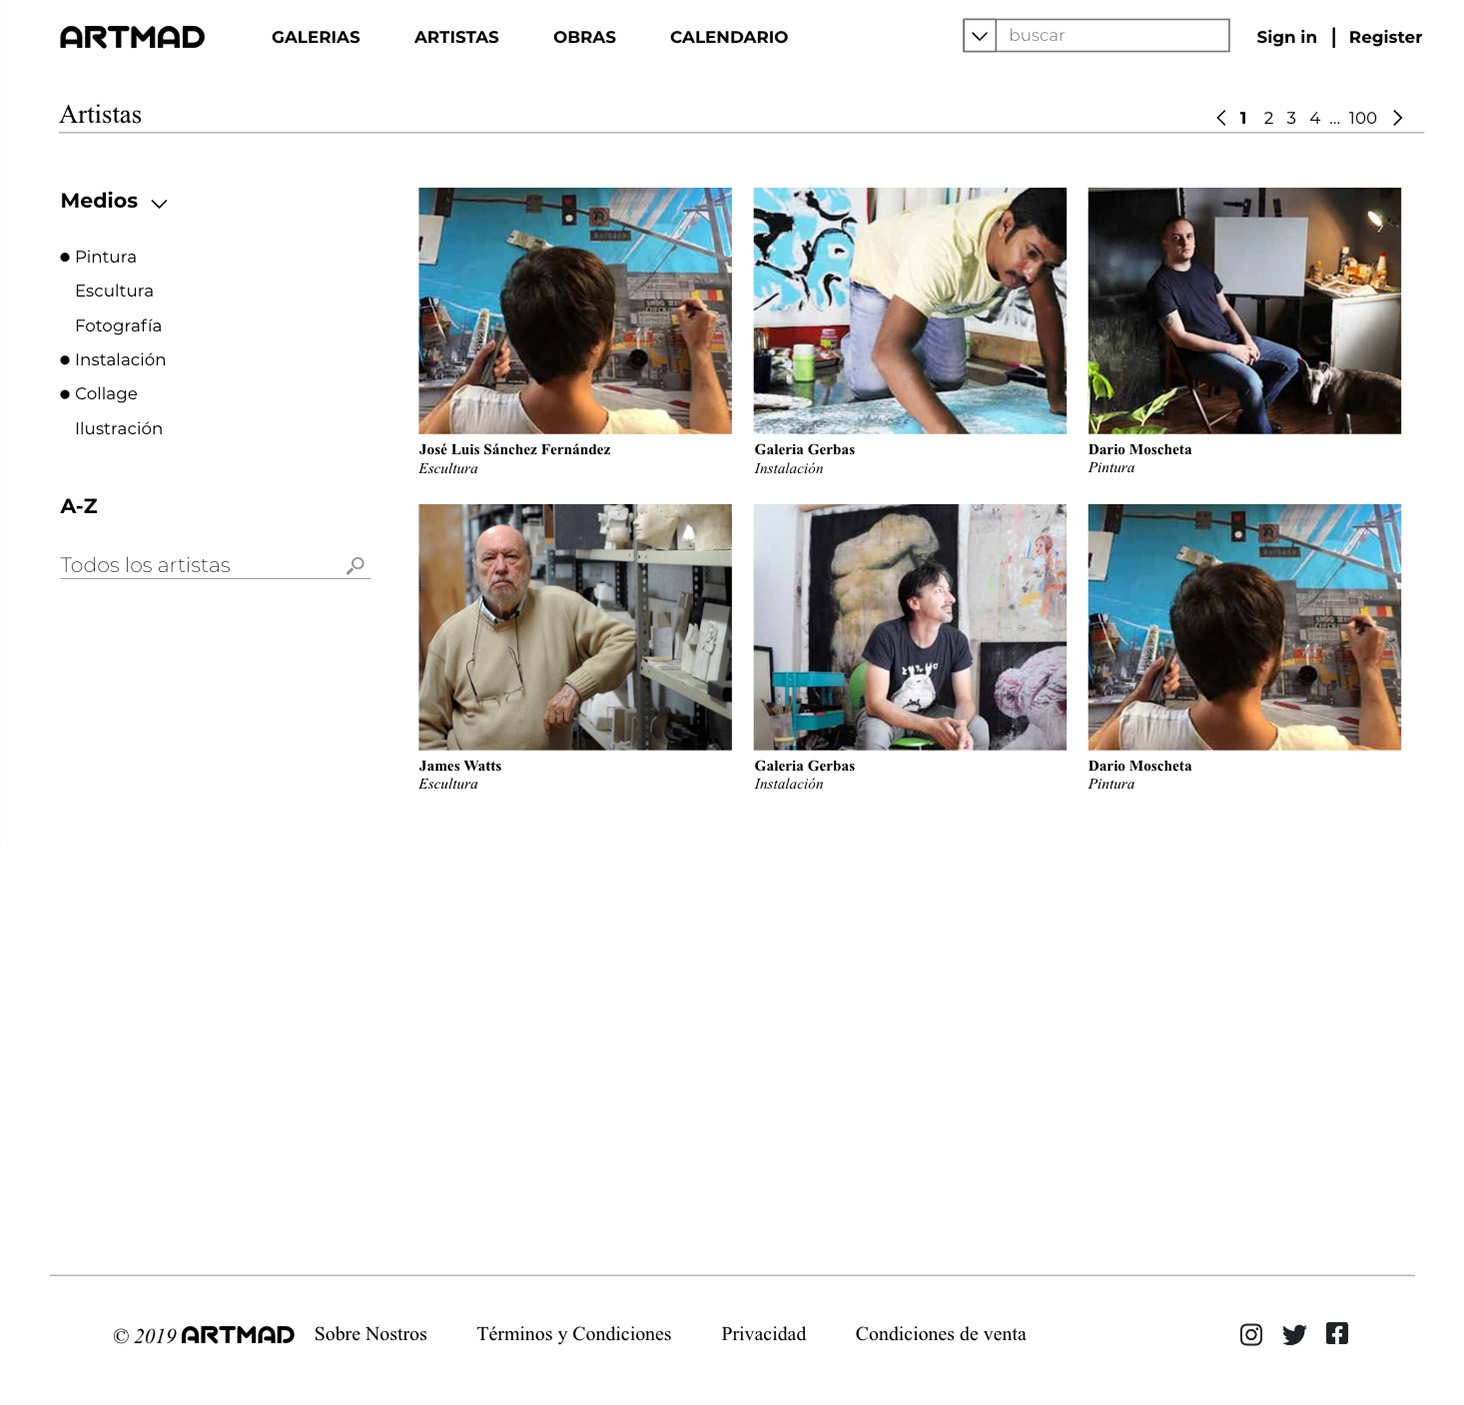 ARTMAD GALERIAS ARTISTAS OBRAS CALENDARIO buscar Sign in | Register
Artistas 1 2 3 4 ... 100
Medios
Pintura
Escultura
Fotografía
Instalación
Collage
Ilustración
A-Z
Todos los artistas
José Luis Sánchez Fernández
Escultura
Galeria Gerbas
Instalación
Dario Moscheta
Pintura
James Watts
Escultura
Galeria Gerbas
Instalación
Dario Moscheta
Pintura
© 2019 ARTMAD Sobre Nostros Términos y Condiciones Privacidad Condiciones de venta